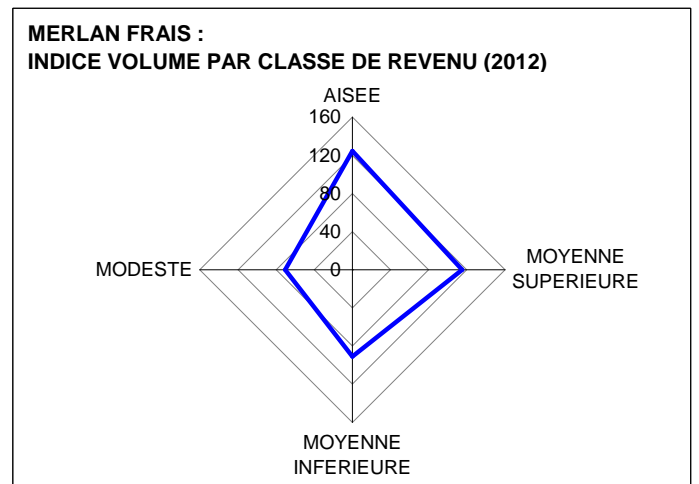 MERLAN FRAIS :
INDICE VOLUME PAR CLASSE DE REVENU (2012)
AISEE
160
120
80
40
0
MODESTE
MOYENNE
SUPERIEURE
MOYENNE
INFERIEURE